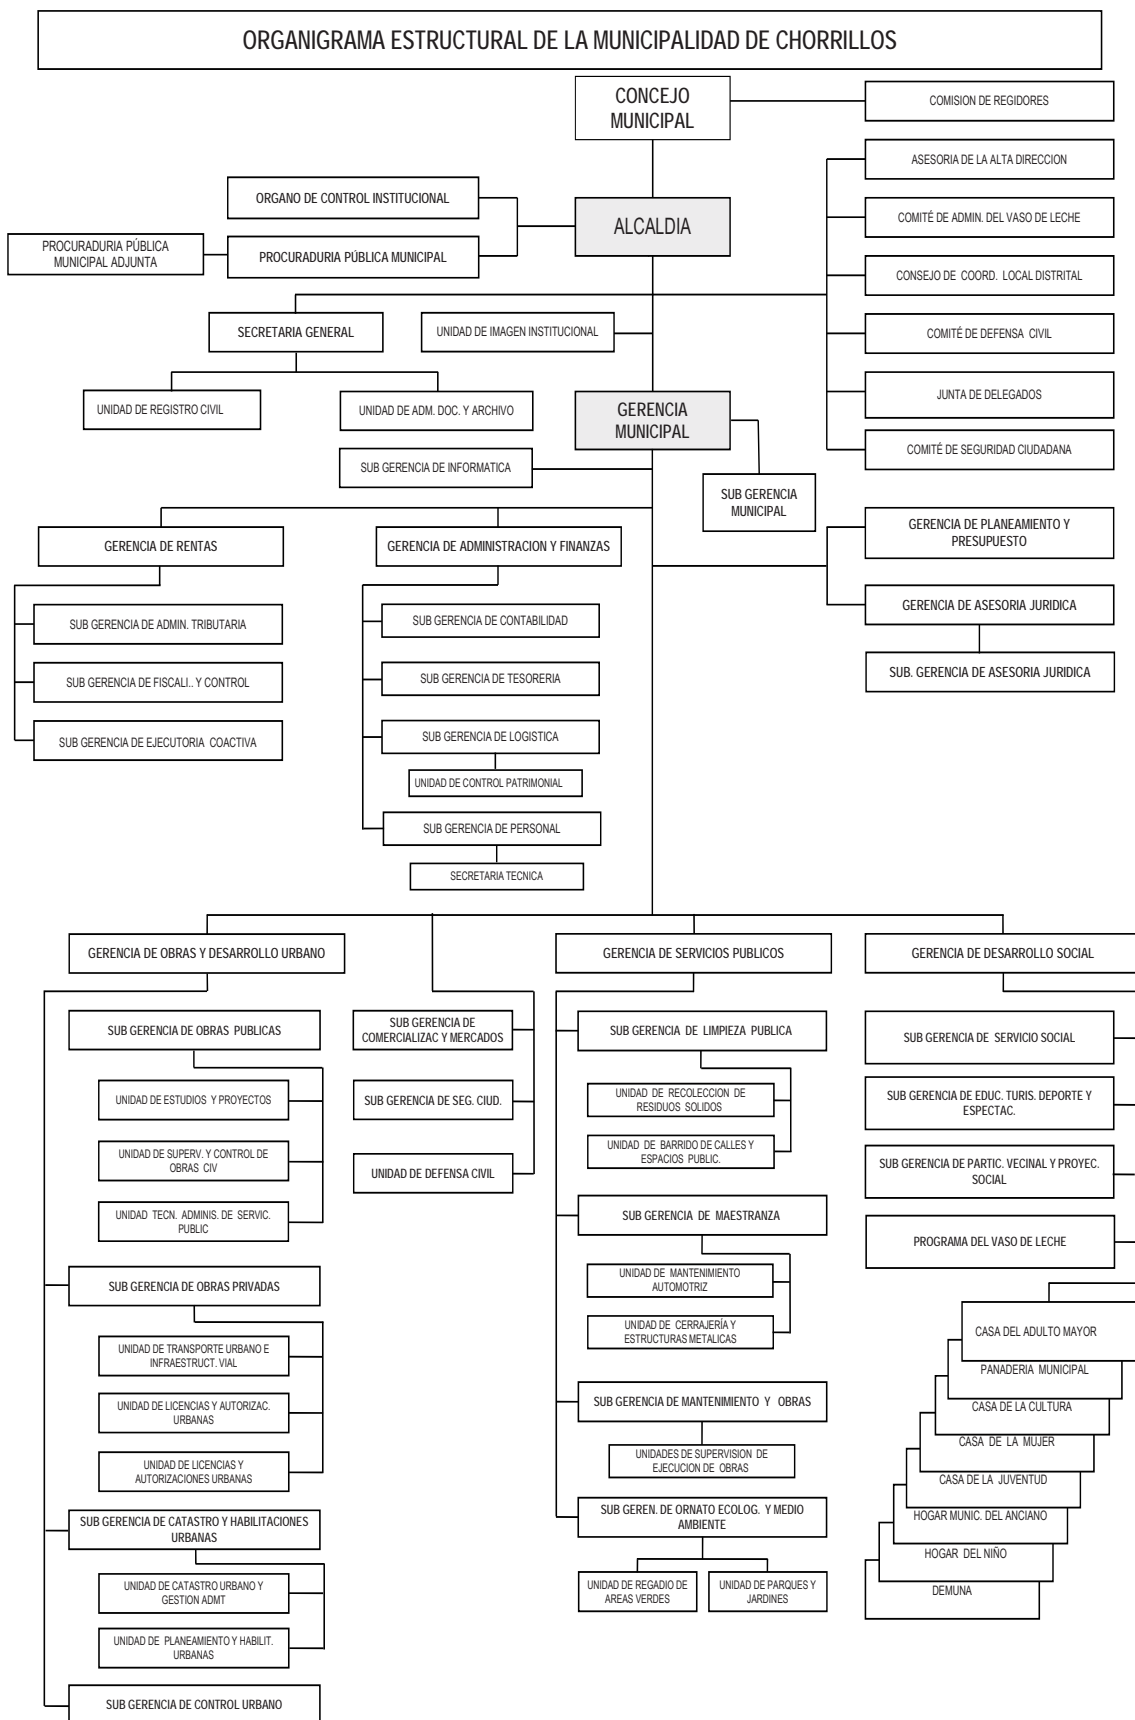 ORGANIGRAMA ESTRUCTURAL DE LA MUNICIPALIDAD DE CHORRILLOS
CONCEJO
MUNICIPAL
COMISION DE REGIDORES
ASESORIA DE LA ALTA DIRECCION
ORGANO DE CONTROL INSTITUCIONAL
ALCALDIA
COMITÉ DE ADMIN. DEL VASO DE LECHE
PROCURADURIA PÚBLICA
MUNICIPAL ADJUNTA
PROCURADURIA PÚBLICA MUNICIPAL
CONSEJO DE COORD. LOCAL DISTRITAL
SECRETARIA GENERAL
UNIDAD DE IMAGEN INSTITUCIONAL
COMITÉ DE DEFENSA CIVIL
UNIDAD DE REGISTRO CIVIL
UNIDAD DE ADM. DOC. Y ARCHIVO
GERENCIA
MUNICIPAL
JUNTA DE DELEGADOS
COMITÉ DE SEGURIDAD CIUDADANA
SUB GERENCIA DE INFORMATICA
SUB GERENCIA
MUNICIPAL
GERENCIA DE RENTAS
GERENCIA DE ADMINISTRACION Y FINANZAS
GERENCIA DE PLANEAMIENTO Y
PRESUPUESTO
SUB GERENCIA DE ADMIN. TRIBUTARIA
SUB GERENCIA DE CONTABILIDAD
GERENCIA DE ASESORIA JURIDICA
SUB GERENCIA DE FISCALI.. Y CONTROL
SUB GERENCIA DE TESORERIA
SUB. GERENCIA DE ASESORIA JURIDICA
SUB GERENCIA DE EJECUTORIA COACTIVA
SUB GERENCIA DE LOGISTICA
UNIDAD DE CONTROL PATRIMONIAL
SUB GERENCIA DE PERSONAL
SECRETARIA TECNICA
GERENCIA DE OBRAS Y DESARROLLO URBANO
SUB GERENCIA DE OBRAS PUBLICAS
UNIDAD DE ESTUDIOS Y PROYECTOS
UNIDAD DE SUPERV. Y CONTROL DE
OBRAS CIV
UNIDAD TECN. ADMINIS. DE SERVIC.
PUBLIC
SUB GERENCIA DE OBRAS PRIVADAS
UNIDAD DE TRANSPORTE URBANO E
INFRAESTRUCT. VIAL
UNIDAD DE LICENCIAS Y AUTORIZAC.
URBANAS
UNIDAD DE LICENCIAS Y
AUTORIZACIONES URBANAS
SUB GERENCIA DE CATASTRO Y HABILITACIONES
URBANAS
UNIDAD DE CATASTRO URBANO Y
GESTION ADMT
UNIDAD DE PLANEAMIENTO Y HABILIT.
URBANAS
SUB GERENCIA DE CONTROL URBANO
SUB GERENCIA DE
COMERCIALIZAC Y MERCADOS
SUB GERENCIA DE SEG. CIUD.
UNIDAD DE DEFENSA CIVIL
GERENCIA DE SERVICIOS PUBLICOS
SUB GERENCIA DE LIMPIEZA PUBLICA
UNIDAD DE RECOLECCION DE
RESIDUOS SOLIDOS
UNIDAD DE BARRIDO DE CALLES Y
ESPACIOS PUBLIC.
SUB GERENCIA DE MAESTRANZA
UNIDAD DE MANTENIMIENTO
AUTOMOTRIZ
UNIDAD DE CERRAJERÍA Y
ESTRUCTURAS METALICAS
SUB GERENCIA DE MANTENIMIENTO Y OBRAS
UNIDADES DE SUPERVISION DE
EJECUCION DE OBRAS
SUB GEREN. DE ORNATO ECOLOG. Y MEDIO
AMBIENTE
UNIDAD DE REGADIO DE
AREAS VERDES
UNIDAD DE PARQUES Y
JARDINES
GERENCIA DE DESARROLLO SOCIAL
SUB GERENCIA DE SERVICIO SOCIAL
SUB GERENCIA DE EDUC. TURIS. DEPORTE Y
ESPECTAC.
SUB GERENCIA DE PARTIC. VECINAL Y PROYEC.
SOCIAL
PROGRAMA DEL VASO DE LECHE
CASA DEL ADULTO MAYOR
PANADERIA MUNICIPAL
CASA DE LA CULTURA
CASA DE LA MUJER
CASA DE LA JUVENTUD
HOGAR MUNIC. DEL ANCIANO
HOGAR DEL NIÑO
DEMUNA